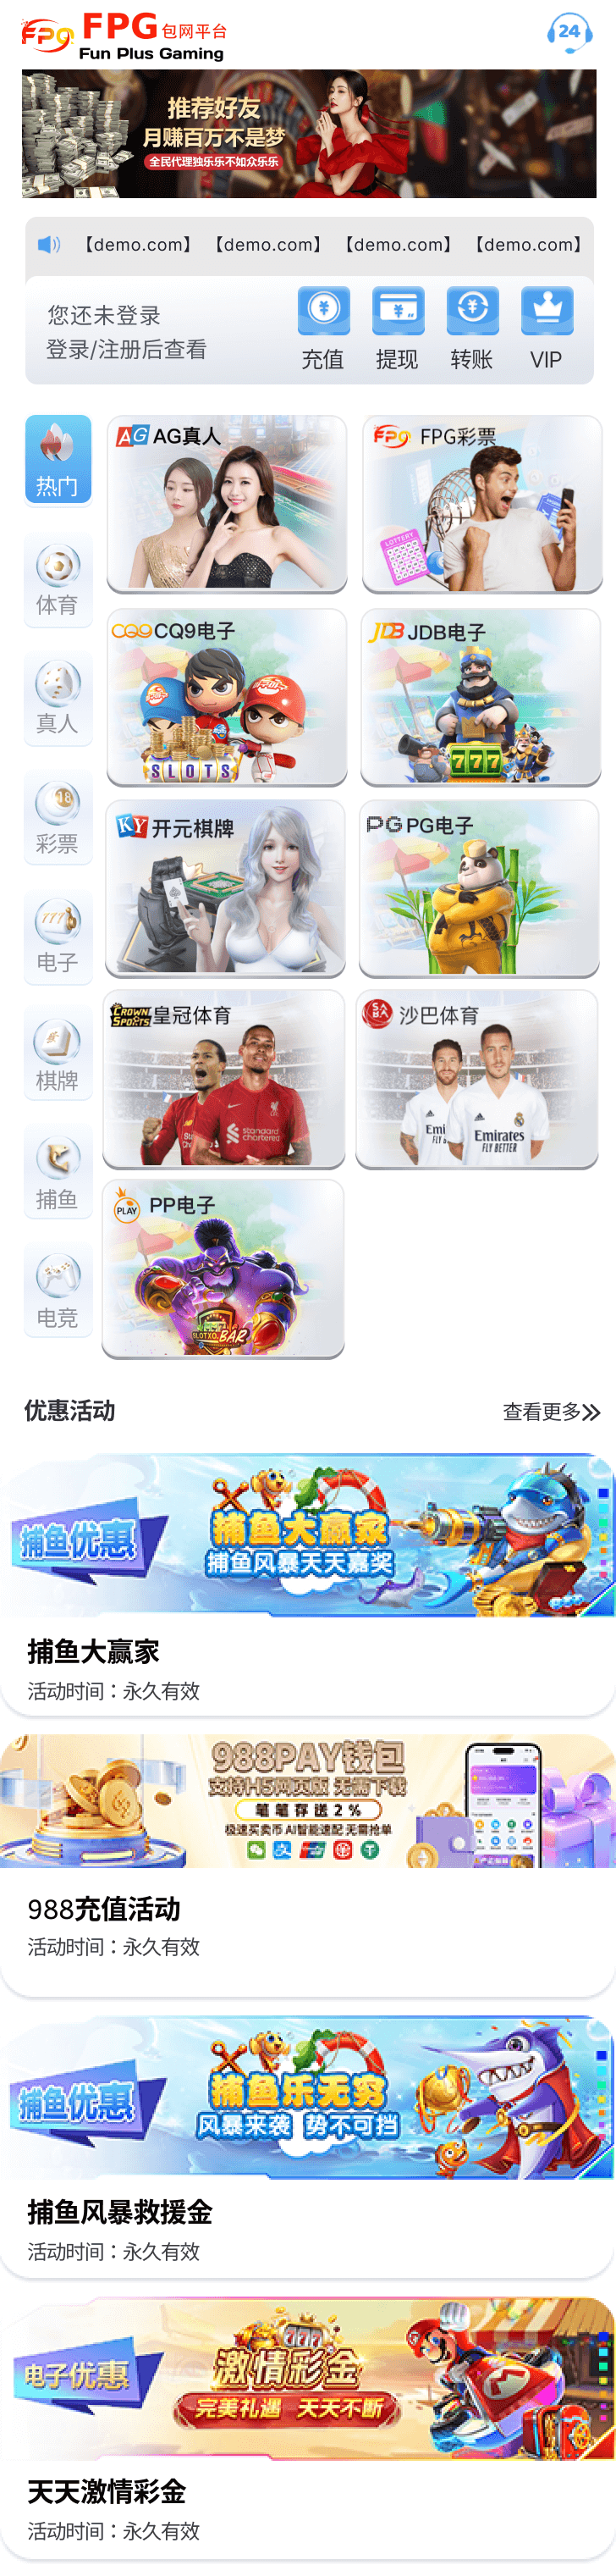 FPG FPG包网平台
Fun Plus Gaming
24
推荐好友
月赚百万不是梦
全民代理独乐乐不如众乐乐
【demo.com】 【demo.com】 【demo.com】 【demo.com】
您还未登录
登录/注册后查看
充值 提现 转账 VIP
热门
体育
真人
彩票
电子
棋牌
捕鱼
电竞
AG AG真人
FPG FPG彩票
LOTTERY
CQ9 CQ9电子
SLOTS
JDB JDB电子
777
KY 开元棋牌
PG PG电子
CROWN SPORTS 皇冠体育
standard chartered
SABA 沙巴体育
Emirates
FLY BETTER
PLAY PP电子
SLOTXO BAR
优惠活动 查看更多
捕鱼优惠
捕鱼大赢家
捕鱼风暴天天嘉奖
捕鱼大赢家
活动时间：永久有效
988PAY钱包
支持H5网页版 无需下载
笔笔存送2%
极速买卖币 AI智能速配 无需抢单
988充值活动
活动时间：永久有效
捕鱼优惠
捕鱼乐无穷
风暴来袭 势不可挡
捕鱼风暴救援金
活动时间：永久有效
电子优惠
777
激情彩金
完美礼遇 天天不断
天天激情彩金
活动时间：永久有效